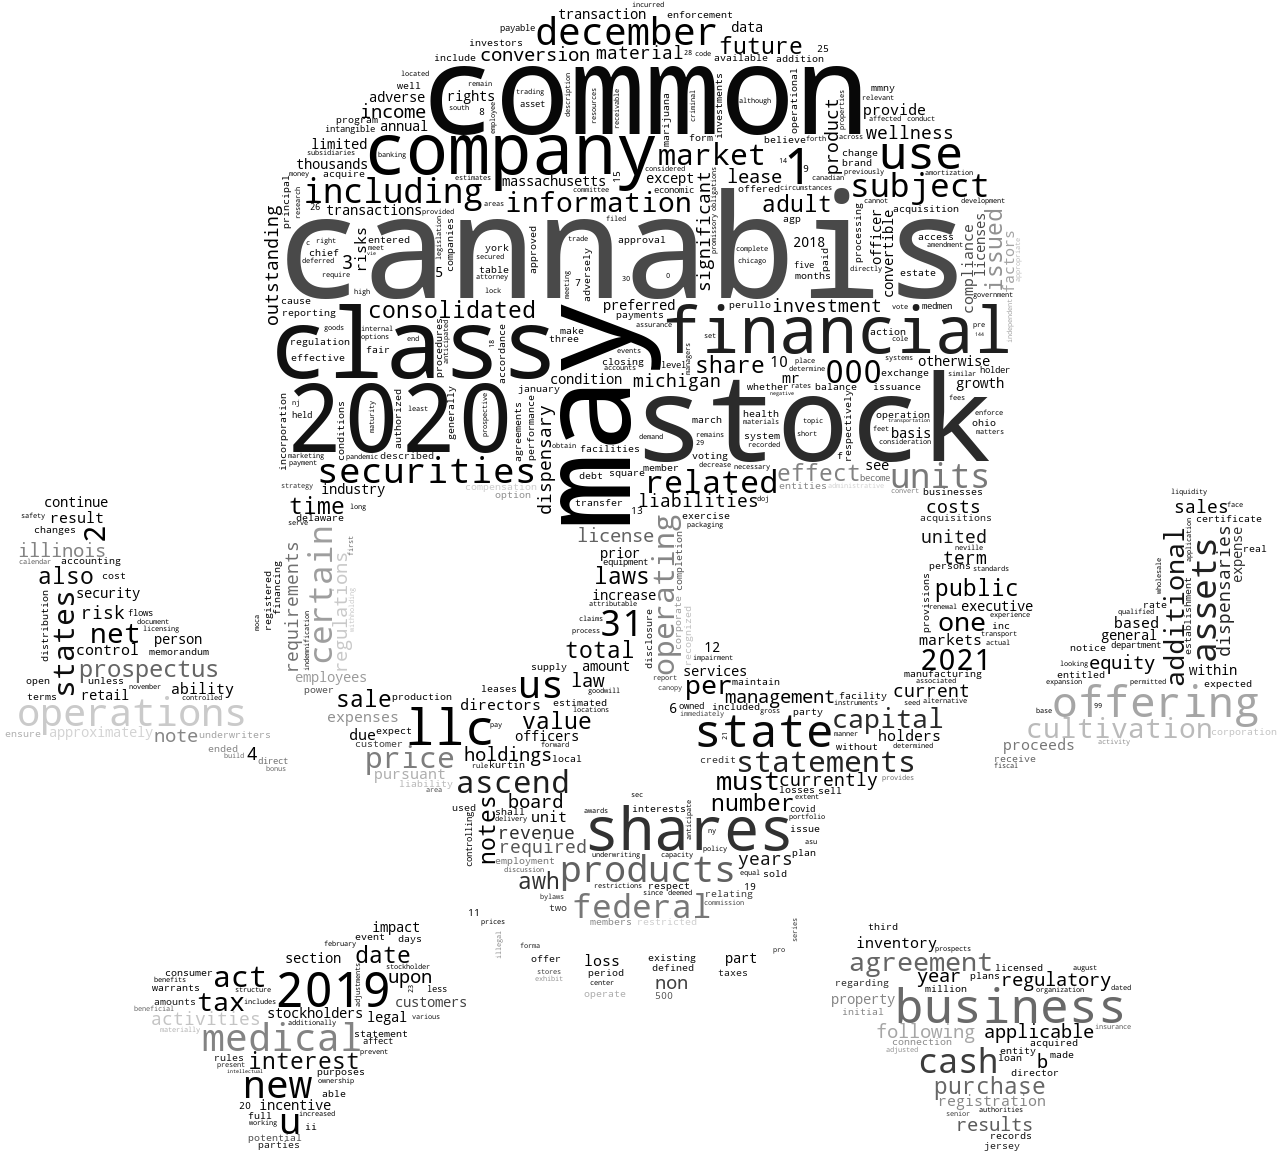 incurred
transaction enforcement
payable december data
investors future
include conversion material 28 code available addition 25
located common mmny
well remain trading although operational relevant
adverse rights asset description resources receivable criminal investments product properties provide
income south 8 employee affected conduct
program annual marijuana form believe forth across wellness
intangible
limited company market 14 1 9 change use
subsidiaries banking considered canadian brand
thousands estimates massachusetts 15 except lease previously amortization
money acquire committee economic offered circumstances subject
principal research including areas information significant promissory obligations adult cannot development
26 transactions provided filed agp processing officer acquisition issued
outstanding cannabis
c right risks entered legislation companies york approved trade approval complete 2018 convertible access licenses factors
chief meet secured chicago five paid amendment compliance appropriate
deferred 3 vie 5 table adversely months directly estate
require attorney 7 30 0 government
high lock meeting
cause consolidated preferred perullo investment vote medmen
reporting payments
goods internal procedures make assurance set financial action pre independent
regulation options anticipated end 18 accordance three cole 144
effective fair class may events managers
closing level share 10 place 000 systems otherwise
accounts determine exchange similar holder
january condition michigan whether rates mr balance issuance growth
nj maturity least prospective negative fees
held 2020 march health topic stock operation enforce
incorporation conditions authorized generally agreements performance materials transportation ohio
dispensary demand remains system short respectively feet basis matters
obtain 29 recorded consideration
marketing pandemic described facilities voting f
payment securities member decrease necessary
strategy debt square related effect see units
industry compensation option entities become
continue long transfer liabilities doj administrative convert businesses liquidity
safety result time 13 exercise costs sales face
changes 2 delaware packaging acquisitions certificate
serve license united
illinois first prior operating completion neville application real
calendar accounting certain equipment term additional assets
also cost requirements regulations laws persons standards wholesale expense
security financing increase provisions public establishment dispensaries
states risk flows registered withholding attributable renewal executive rate qualified
distribution document claims disclosure corporate one experience based
net licensing moca process 31 recognized inc general
control person indemnification 12 markets transport department
memorandum total impairment actual notice equity
prospectus supply amount services 2021 looking
open unless employees report manufacturing entitled within
november power leases us law canopy per maintain associated expansion permitted expected
terms retail ability sale production goodwill management facility current
controlled estimated owned included gross instruments seed alternative 99
operations directors locations 6 immediately party base offering
expenses llc pay value 21 manner capital
ensure approximately note underwriters due expect officers state holders cultivation corporation
customer forward without determined
ended 4 price holdings local statements proceeds activity
build direct rule kurtin credit
bonus pursuant must currently provides receive
liability ascend losses sell fiscal
area sec extent
used notes board awards interests number covid
shall unit anticipate portfolio
delivery shares issue
controlling revenue ny asu
required underwriting capacity policy years plan
employment products
discussion equal sold
awh restrictions respect 19
bylaws since deemed relating
two federal commission
11 members restricted
prices series third
impact
event days illegal forma pro inventory prospects
february
section date offer loss existing part agreement
stockholder stores period defined taxes year plans licensed august
consumer act upon exhibit center non regarding regulatory
benefits adjustments operate 500 million organization dated
warrants structure 2019 23 less
amounts tax includes customers property business
beneficial stockholders initial insurance
activities additionally legal various following applicable
materially medical statement connection acquired
affect adjusted entity
rules prevent cash loan b made
present interest
intellectual purposes director
new ownership purchase
able
20 incentive registration
full increased senior authorities
working u results
ii
potential records
parties jersey